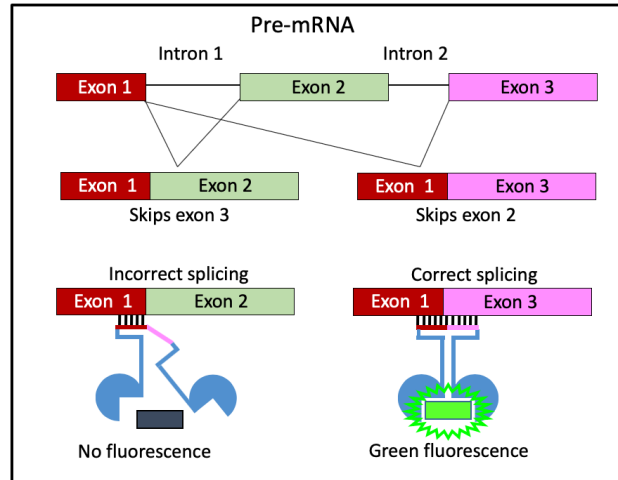 Pre-mRNA
Intron 1 Intron 2
Exon 1 Exon 2 Exon 3
Exon 1 Exon 2 Exon 1 Exon 3
Skips exon 3 Skips exon 2
Incorrect splicing Correct splicing
Exon 1 Exon 2 Exon 1 Exon 3
No fluorescence Green fluorescence